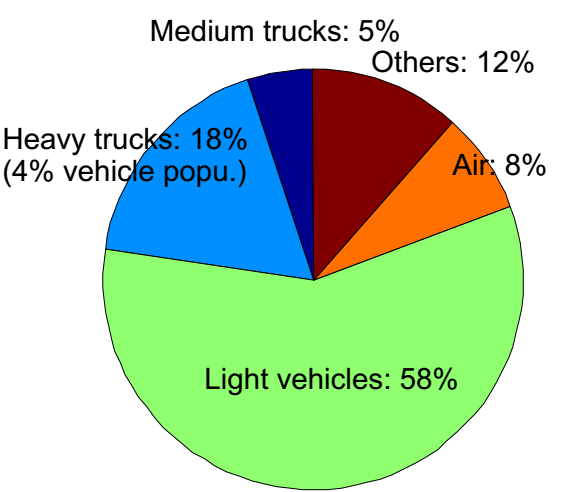 Medium trucks: 5%
Others: 12%
Heavy trucks: 18%
(4% vehicle popu.)
Air: 8%
Light vehicles: 58%